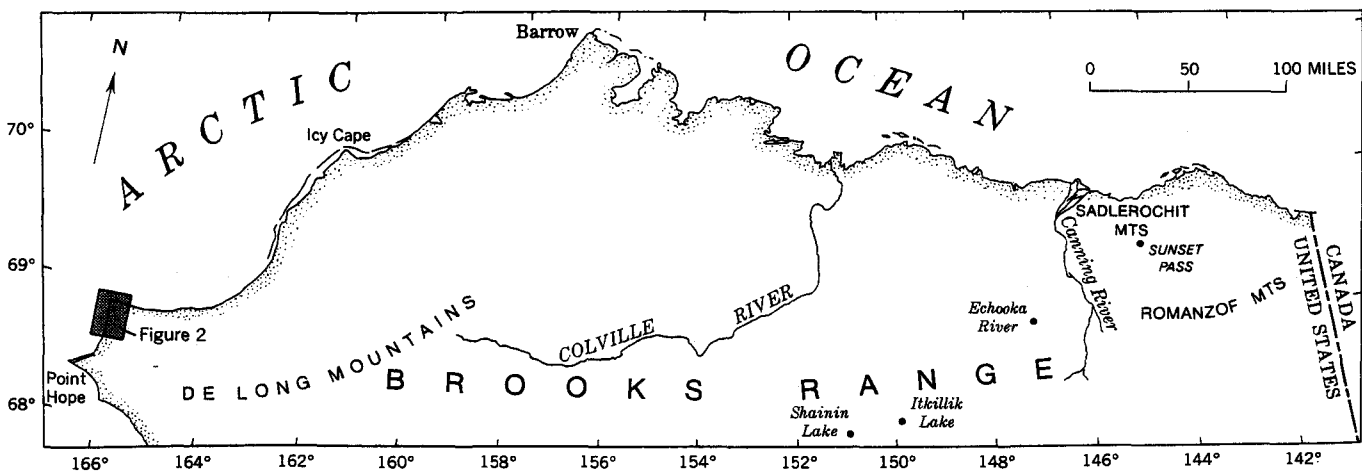 Barrow
ARCTIC OCEAN
N
0 50 100 MILES
70°
Icy Cape
SADLEROCHIT
MTS
SUNSET
PASS
Canning River
CANADA
UNITED STATES
69°
Figure 2
Echooka
River
ROMANZOF MTS
COLVILLE RIVER
Point
Hope
DE LONG MOUNTAINS
BROOKS RANGE
68°
Shainin
Lake
Itkillik
Lake
166° 164° 162° 160° 158° 156° 154° 152° 150° 148° 146° 144° 142°